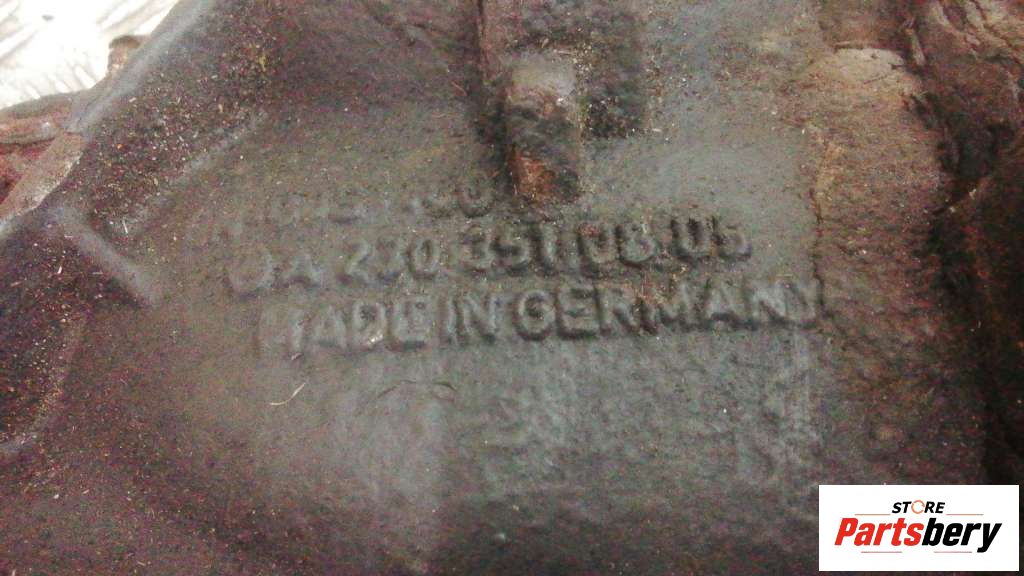 A 230 351 08 05
MADE IN GERMANY
STORE
Partsbery